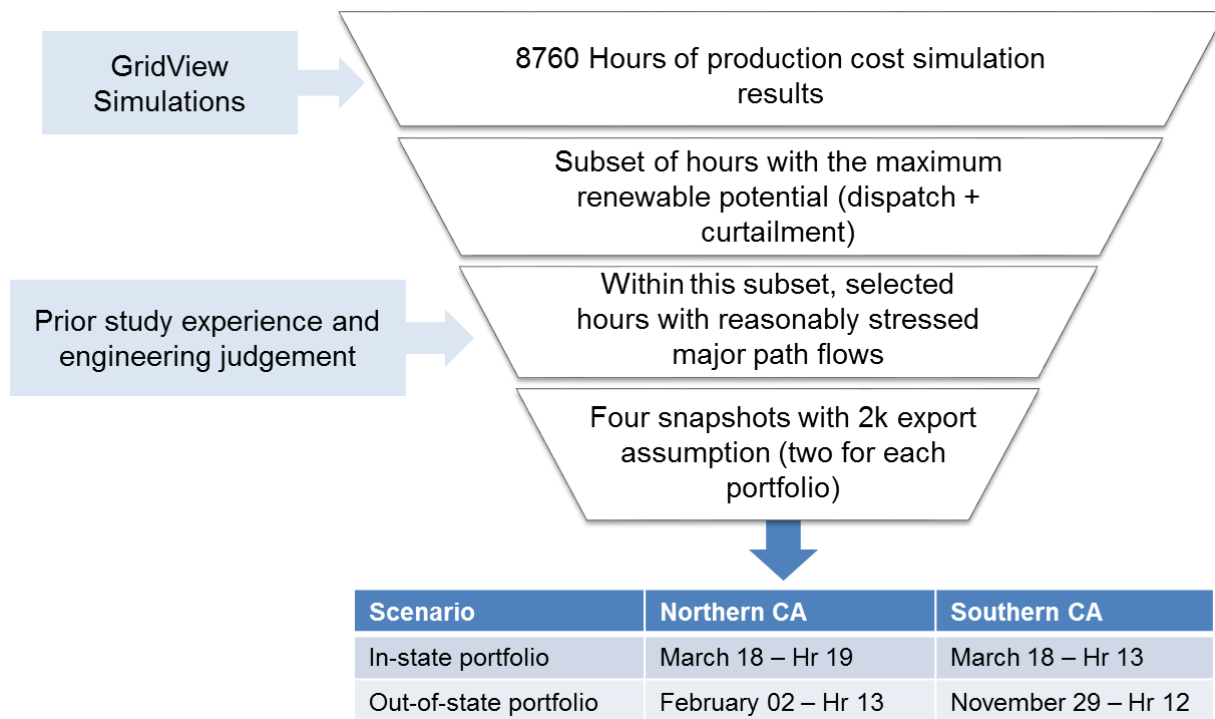 GridView
Simulations
8760 Hours of production cost simulation
results
Subset of hours with the maximum
renewable potential (dispatch +
curtailment)
Prior study experience and
engineering judgement
Within this subset, selected
hours with reasonably stressed
major path flows
Four snapshots with 2k export
assumption (two for each
portfolio)
Scenario Northern CA Southern CA
In-state portfolio March 18 – Hr 19 March 18 – Hr 13
Out-of-state portfolio February 02 – Hr 13 November 29 – Hr 12